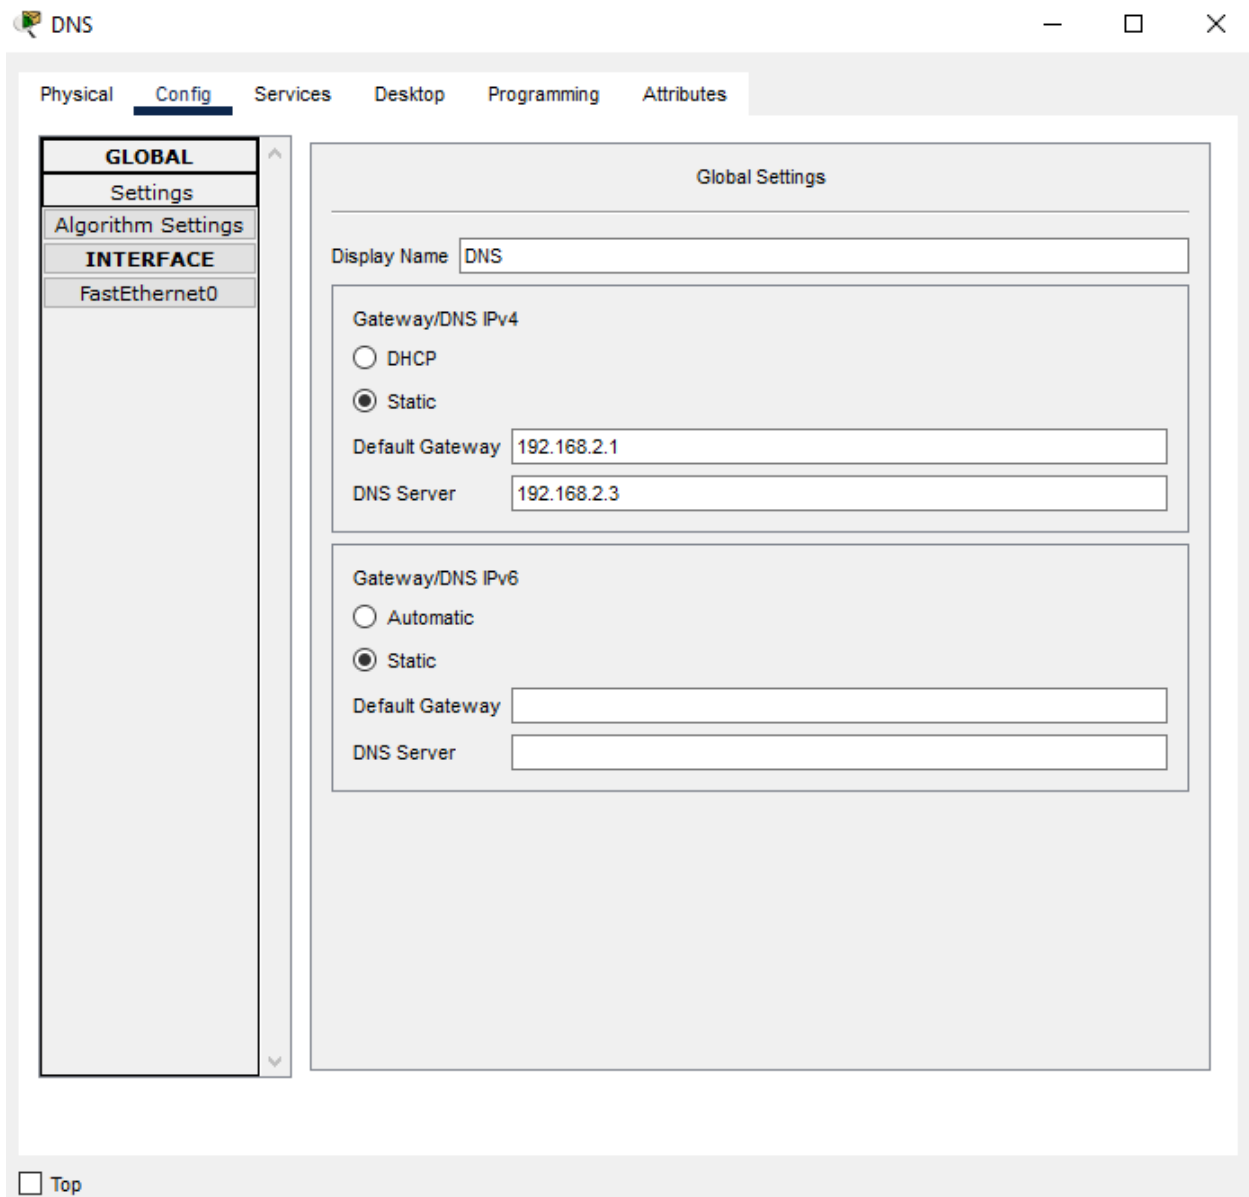 DNS
Physical Config Services Desktop Programming Attributes
GLOBAL
Settings
Algorithm Settings
INTERFACE
FastEthernet0
Global Settings
Display Name DNS
Gateway/DNS IPv4
DHCP
Static
Default Gateway 192.168.2.1
DNS Server 192.168.2.3
Gateway/DNS IPv6
Automatic
Static
Default Gateway
DNS Server
Top